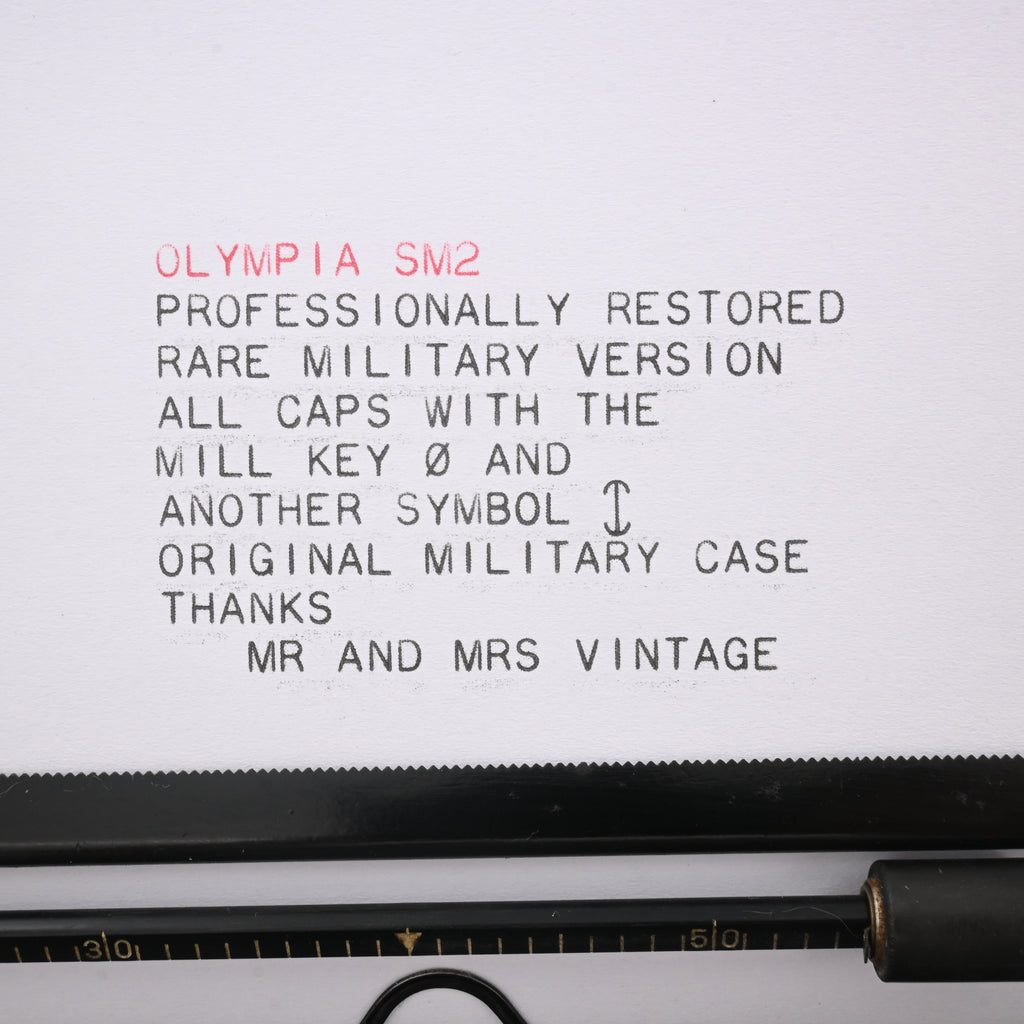 OLYMPIA SM2
PROFESSIONALLY RESTORED
RARE MILITARY VERSION
ALL CAPS WITH THE
MILL KEY Ø AND
ANOTHER SYMBOL ↕
ORIGINAL MILITARY CASE
THANKS
MR AND MRS VINTAGE
30 50